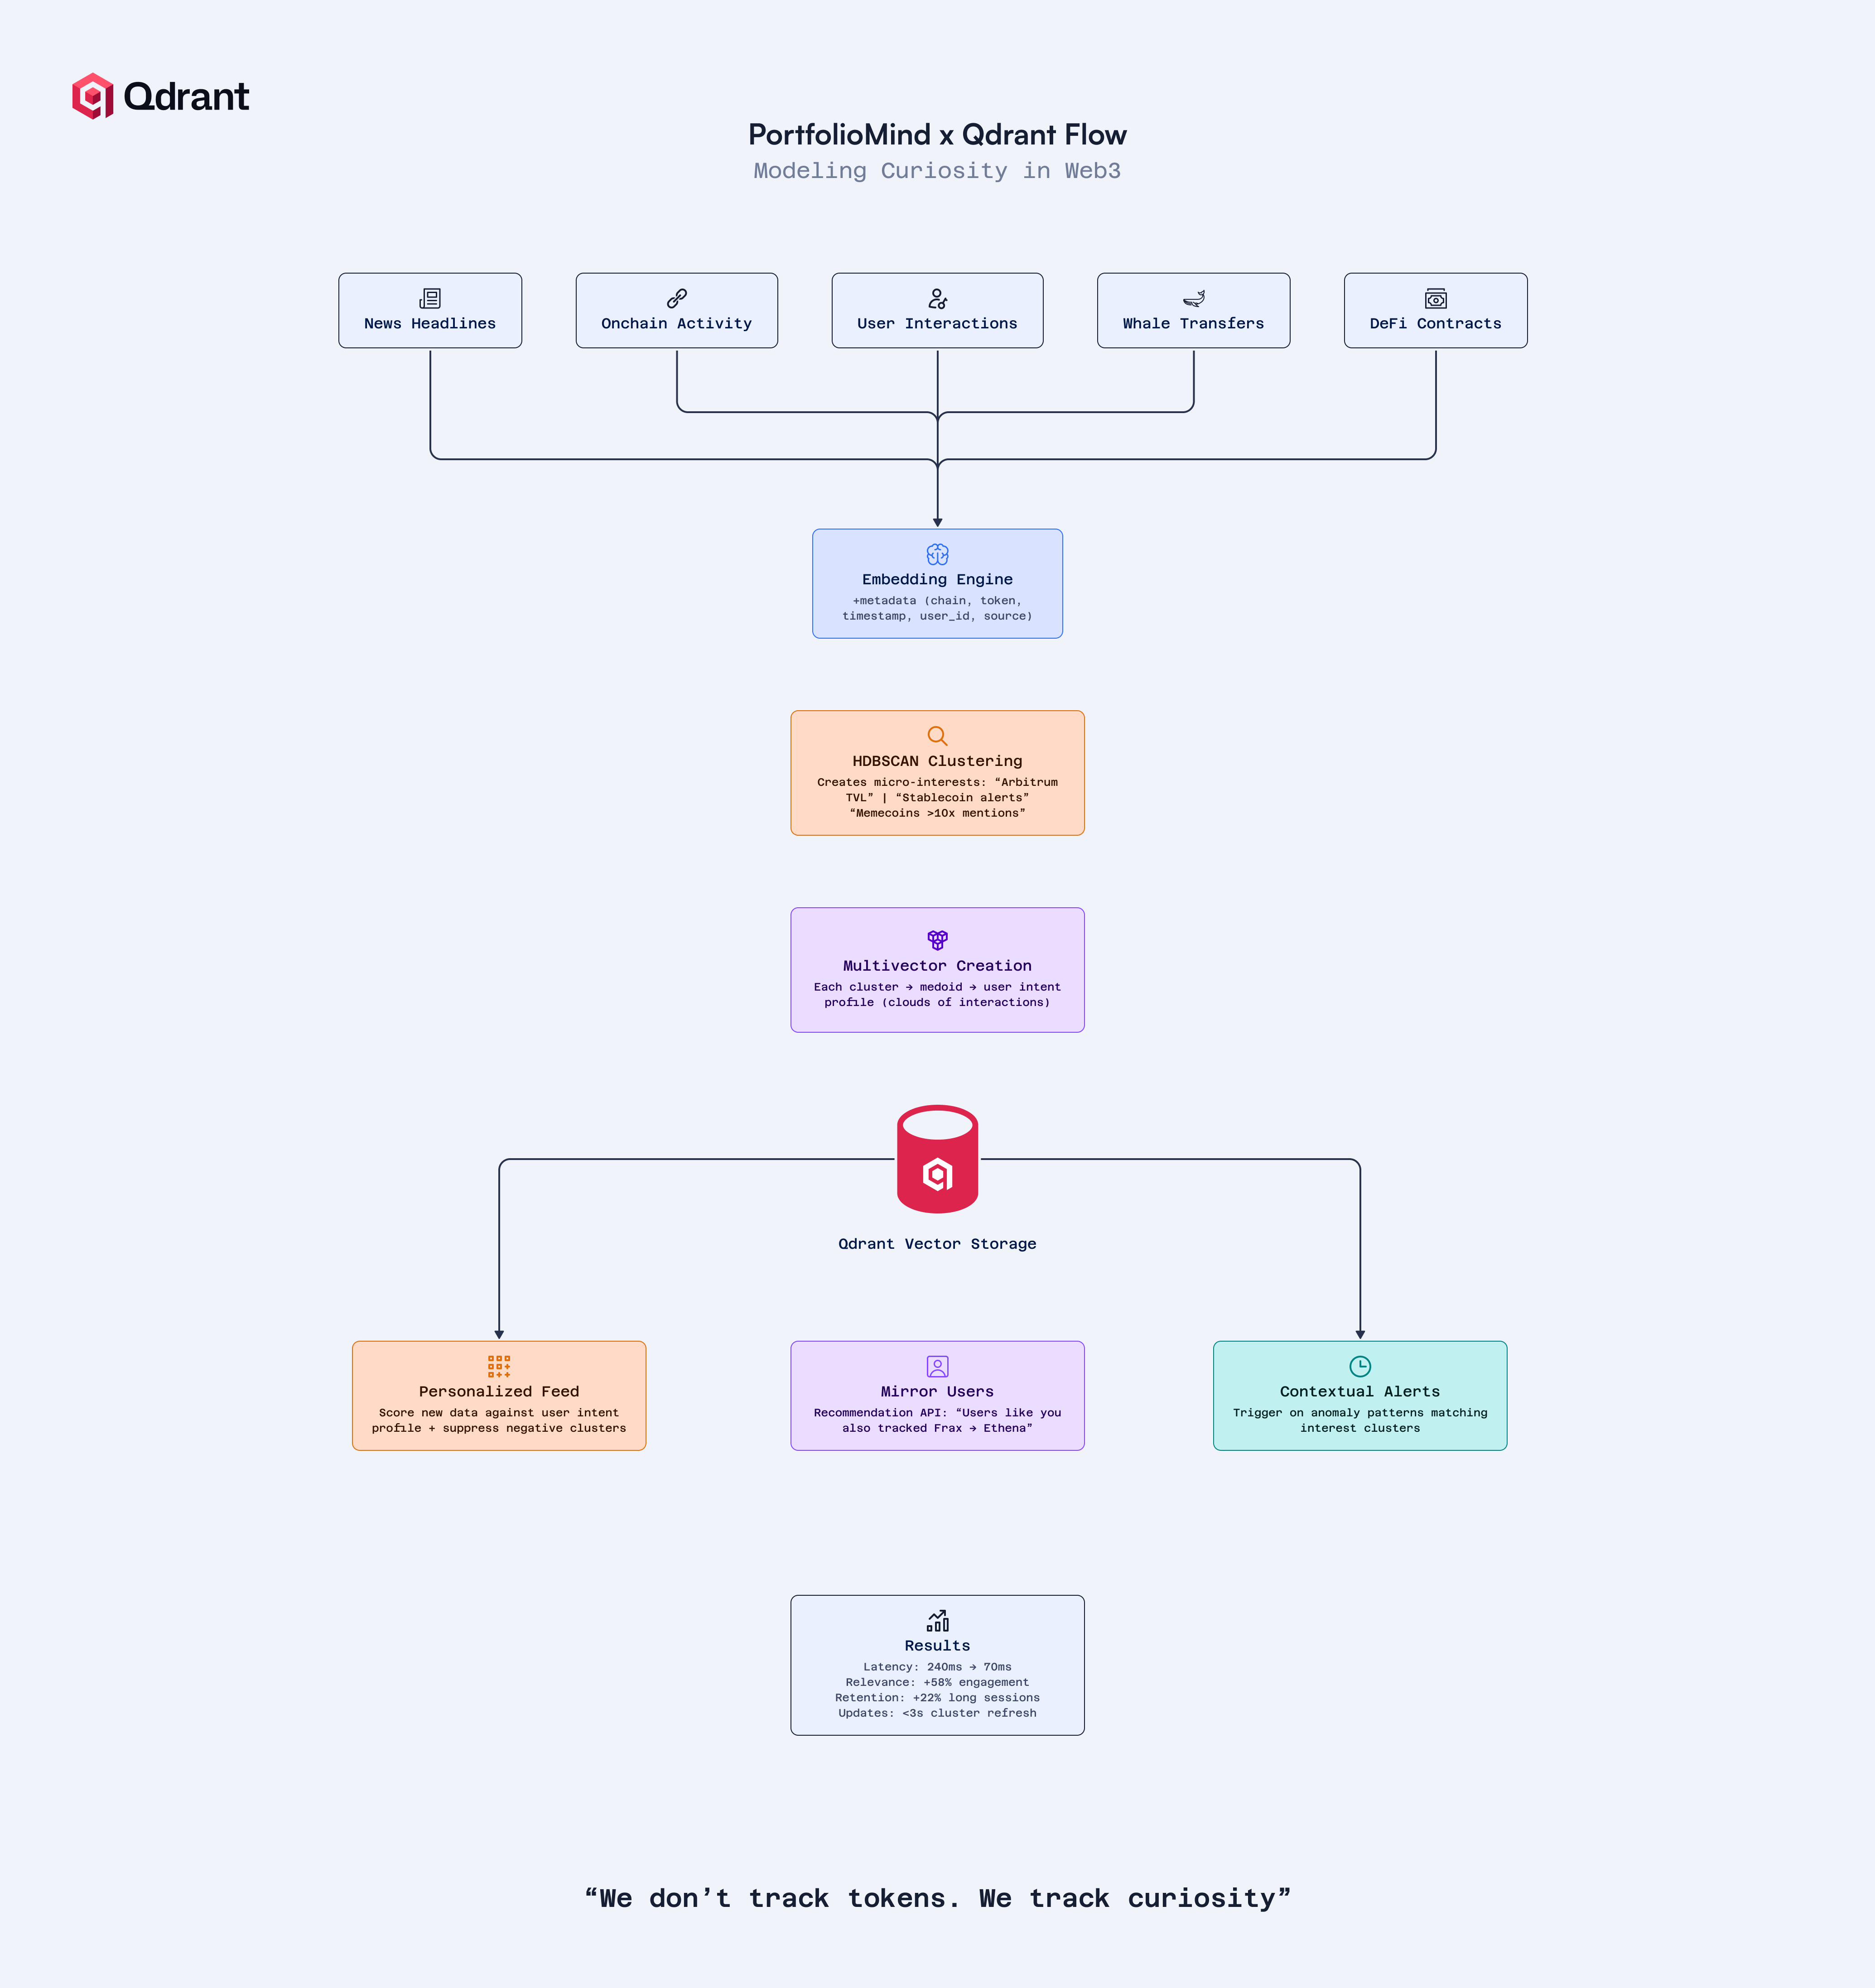 Qdrant
PortfolioMind x Qdrant Flow
Modeling Curiosity in Web3
News Headlines
Onchain Activity
User Interactions
Whale Transfers
DeFi Contracts
Embedding Engine
+metadata (chain, token,
timestamp, user_id, source)
HDBSCAN Clustering
Creates micro-interests: “Arbitrum
TVL” | “Stablecoin alerts”
“Memecoins >10x mentions”
Multivector Creation
Each cluster → medoid → user intent
profile (clouds of interactions)
Qdrant Vector Storage
Personalized Feed
Score new data against user intent
profile + suppress negative clusters
Mirror Users
Recommendation API: “Users like you
also tracked Frax → Ethena”
Contextual Alerts
Trigger on anomaly patterns matching
interest clusters
Results
Latency: 240ms → 70ms
Relevance: +58% engagement
Retention: +22% long sessions
Updates: <3s cluster refresh
“We don’t track tokens. We track curiosity”